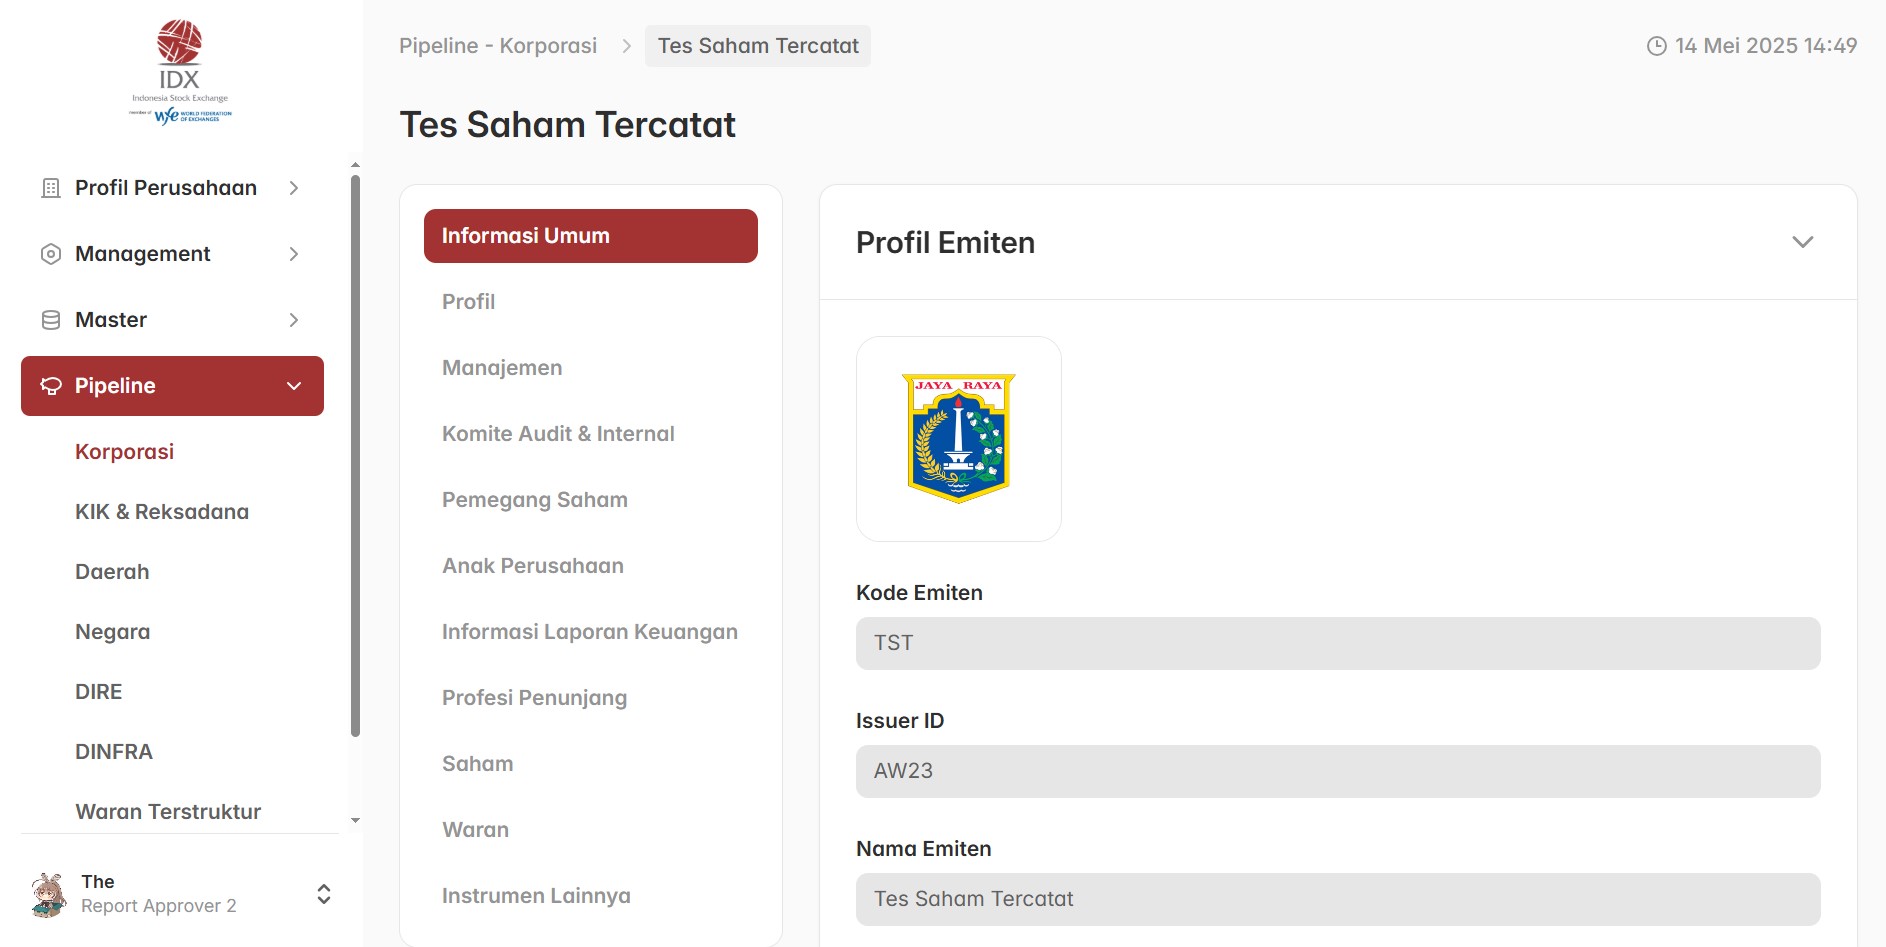 IDX
Indonesia Stock Exchange
member of wfe WORLD FEDERATION OF EXCHANGES
Profil Perusahaan
Management
Master
Pipeline
Korporasi
KIK & Reksadana
Daerah
Negara
DIRE
DINFRA
Waran Terstruktur
The
Report Approver 2
Pipeline - Korporasi
Tes Saham Tercatat
14 Mei 2025 14:49
Tes Saham Tercatat
Informasi Umum
Profil
Manajemen
Komite Audit & Internal
Pemegang Saham
Anak Perusahaan
Informasi Laporan Keuangan
Profesi Penunjang
Saham
Waran
Instrumen Lainnya
Profil Emiten
JAYA RAYA
Kode Emiten
TST
Issuer ID
AW23
Nama Emiten
Tes Saham Tercatat